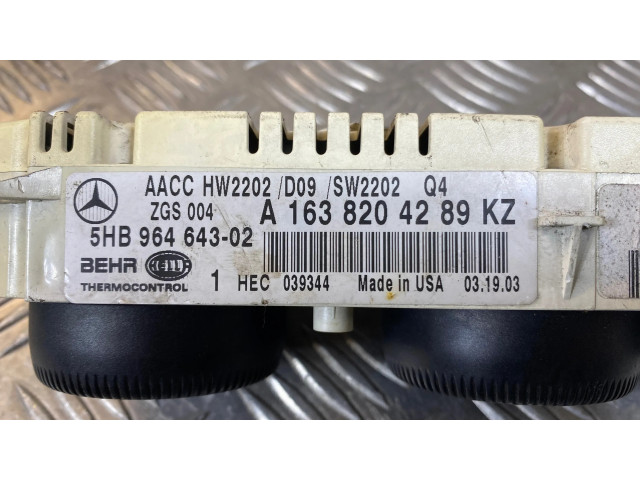 AACC HW2202 /D09 /SW2202 Q4
ZGS 004 A 163 820 42 89 KZ
5HB 964 643-02
BEHR HELLA
THERMOCONTROL 1 HEC 039344 Made in USA 03.19.03